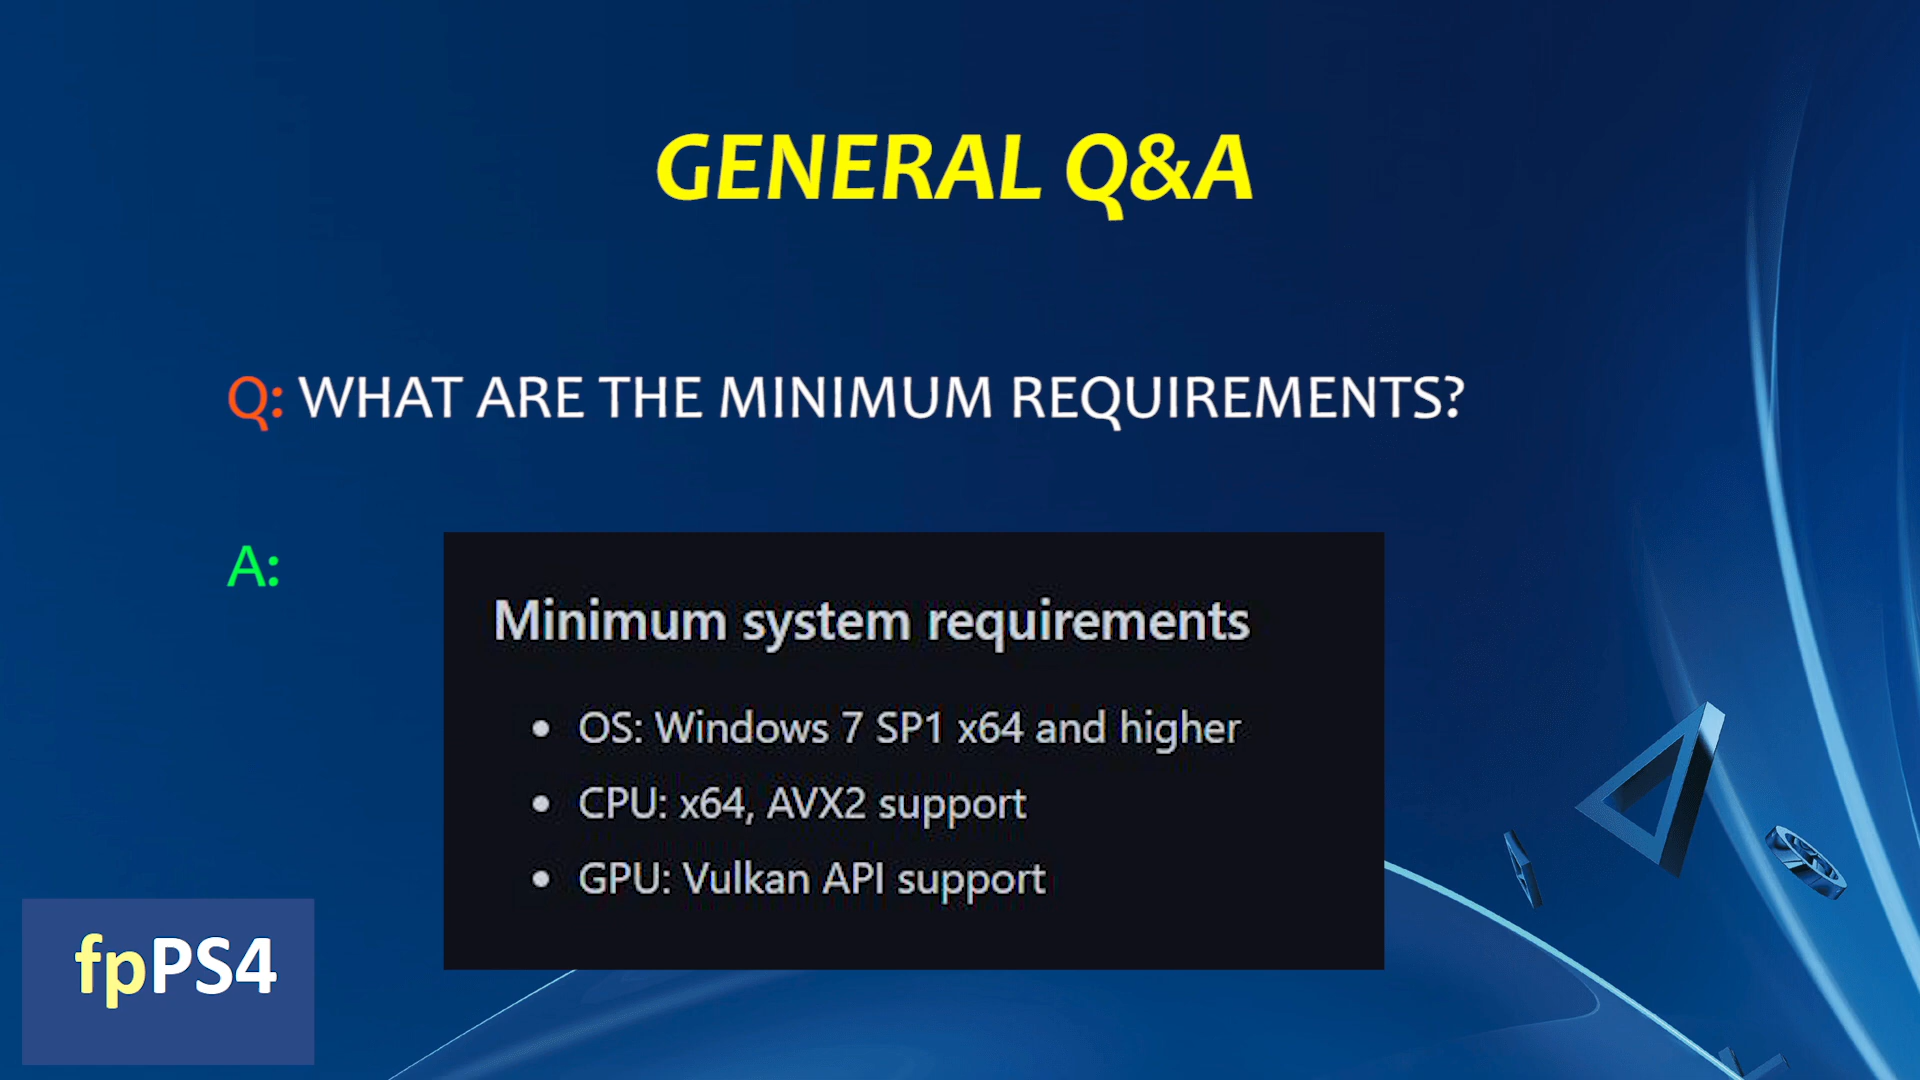 GENERAL Q&A
Q: WHAT ARE THE MINIMUM REQUIREMENTS?
A:
Minimum system requirements
• OS: Windows 7 SP1 x64 and higher
• CPU: x64, AVX2 support
• GPU: Vulkan API support
fpPS4